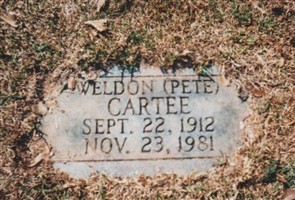 WELDON (PETE)
CARTEE
SEPT. 22, 1912
NOV. 23, 1981